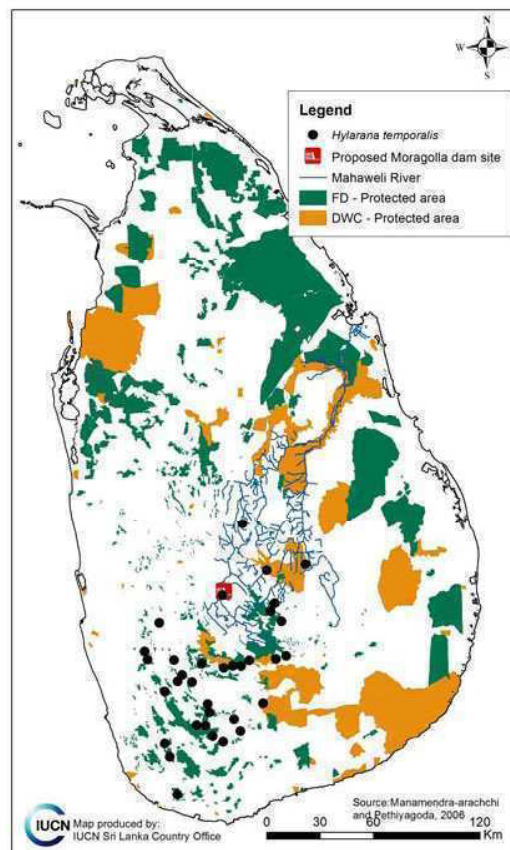 N
W E
S
Legend
Hylarana temporalis
Proposed Moragolla dam site
Mahaweli River
FD - Protected area
DWC - Protected area
Source:Manamendra-arachchi
and Pethiyagoda, 2006
IUCN
Map produced by:
IUCN Sri Lanka Country Office
0 30 60 120
Km